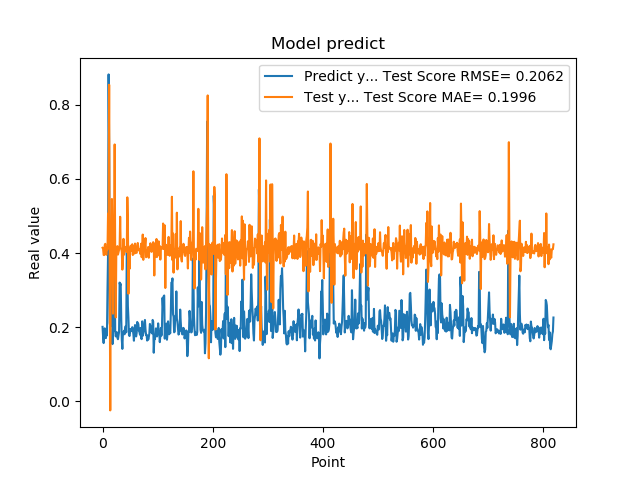 Model predict
Predict y... Test Score RMSE= 0.2062
Test y... Test Score MAE= 0.1996
Real value
0.8
0.6
0.4
0.2
0.0
0
200
400
600
800
Point